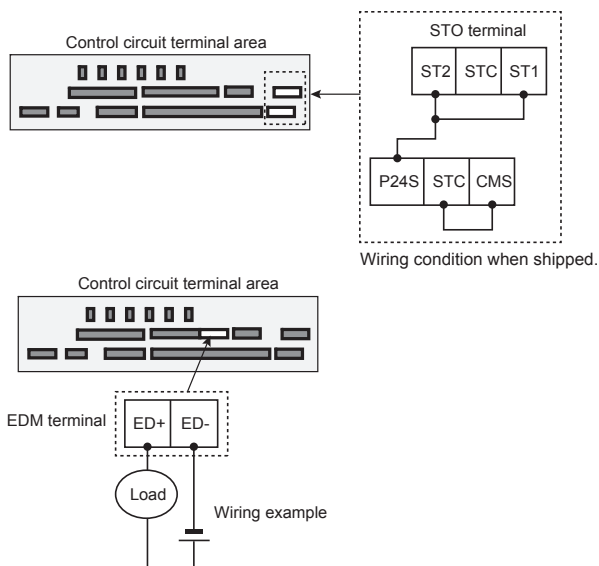 STO terminal
Control circuit terminal area
ST2 STC ST1
P24S STC CMS
Wiring condition when shipped.
Control circuit terminal area
EDM terminal
ED+ ED-
Load
Wiring example